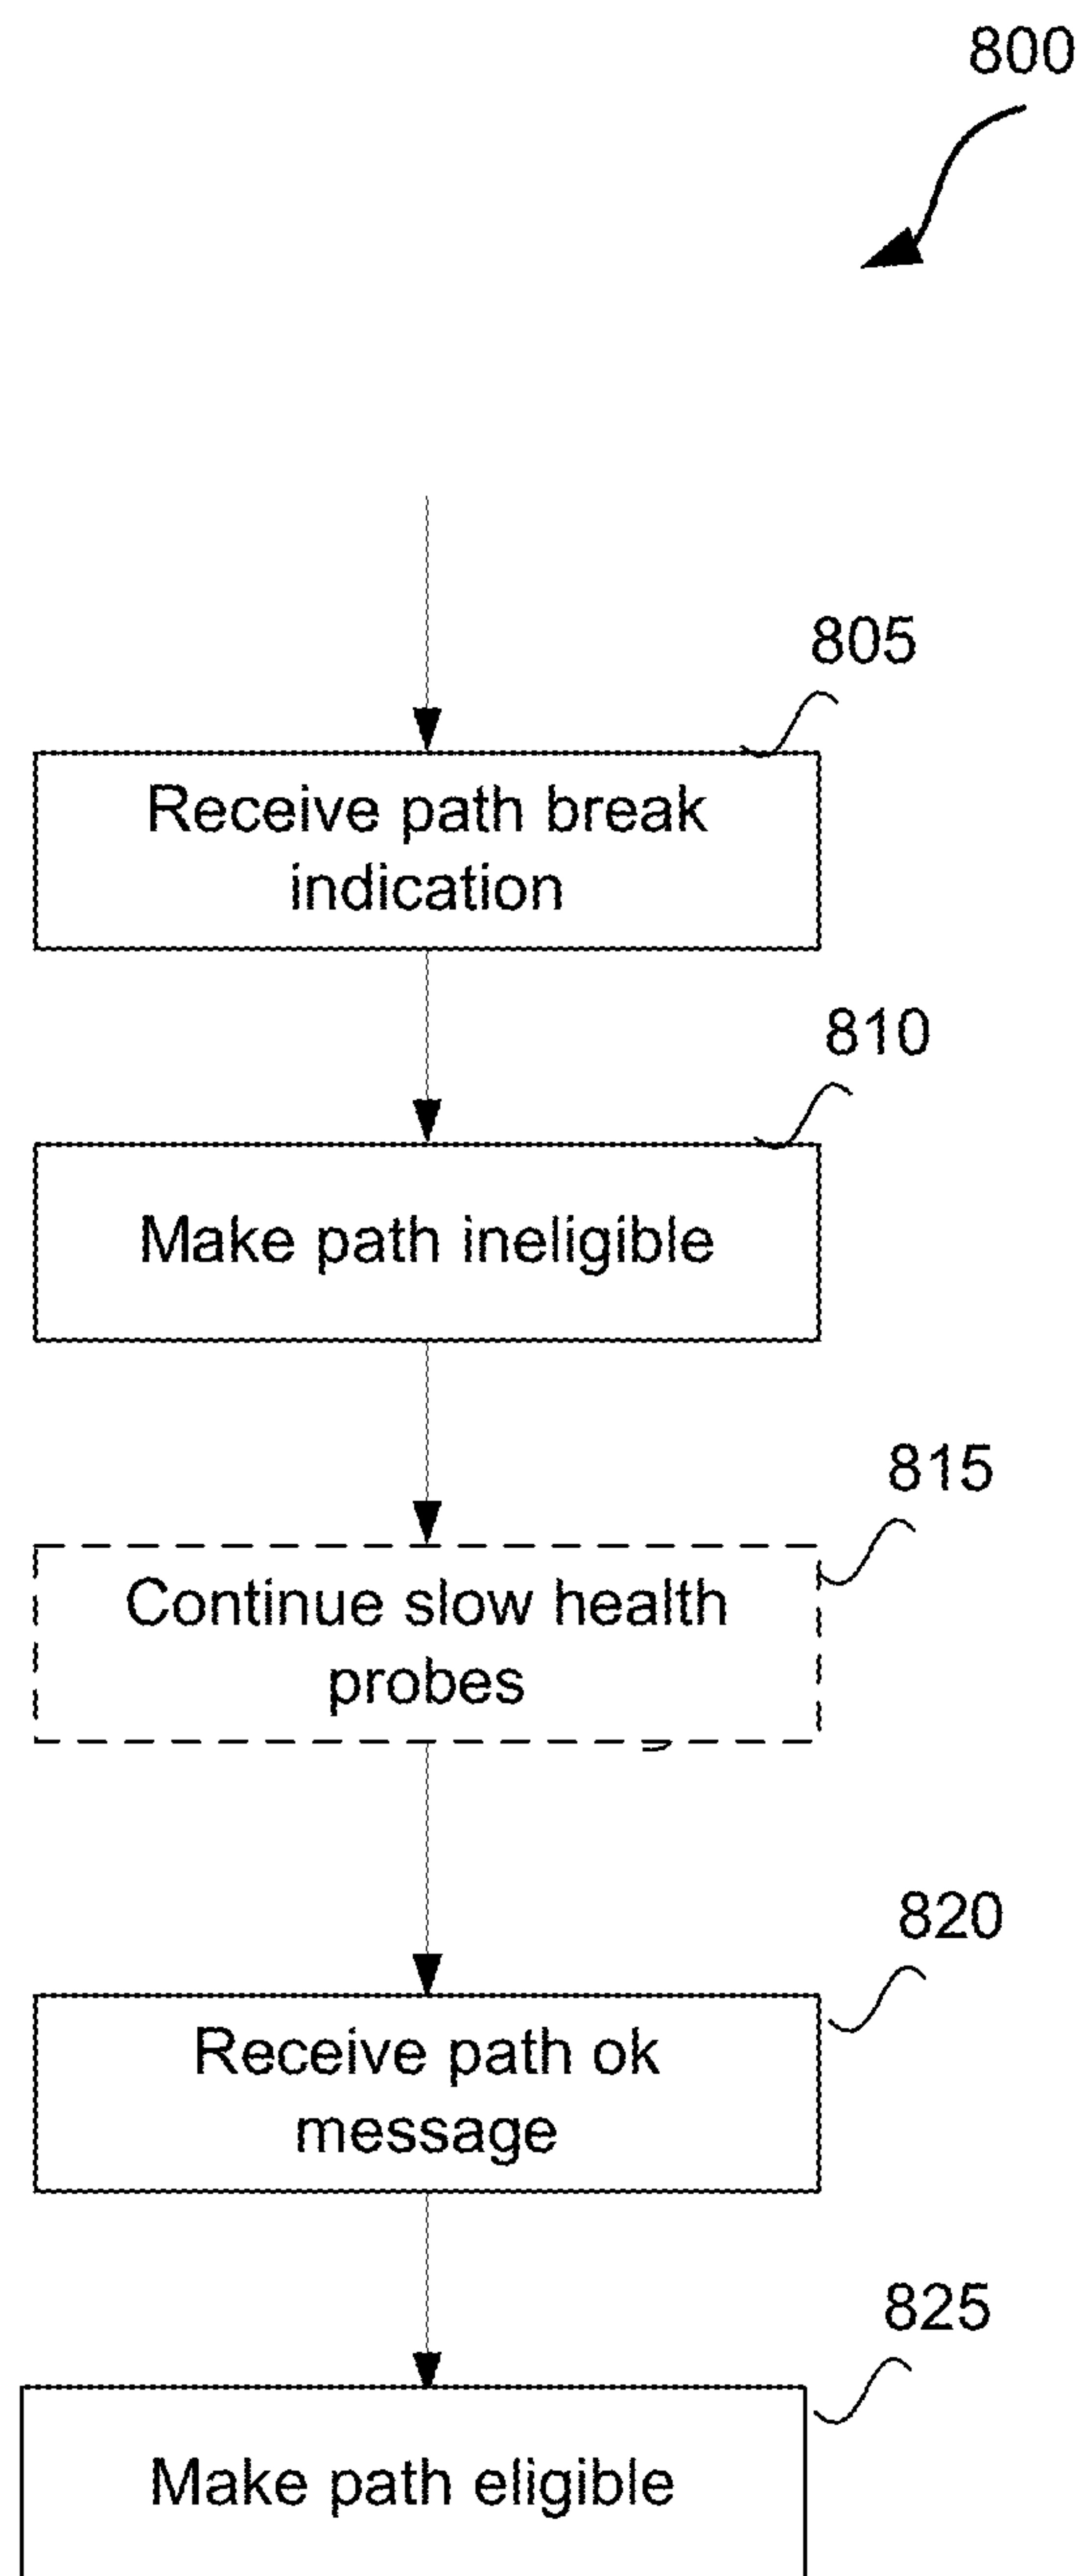 800
805
Receive path break
indication
810
Make path ineligible
815
Continue slow health
probes
820
Receive path ok
message
825
Make path eligible